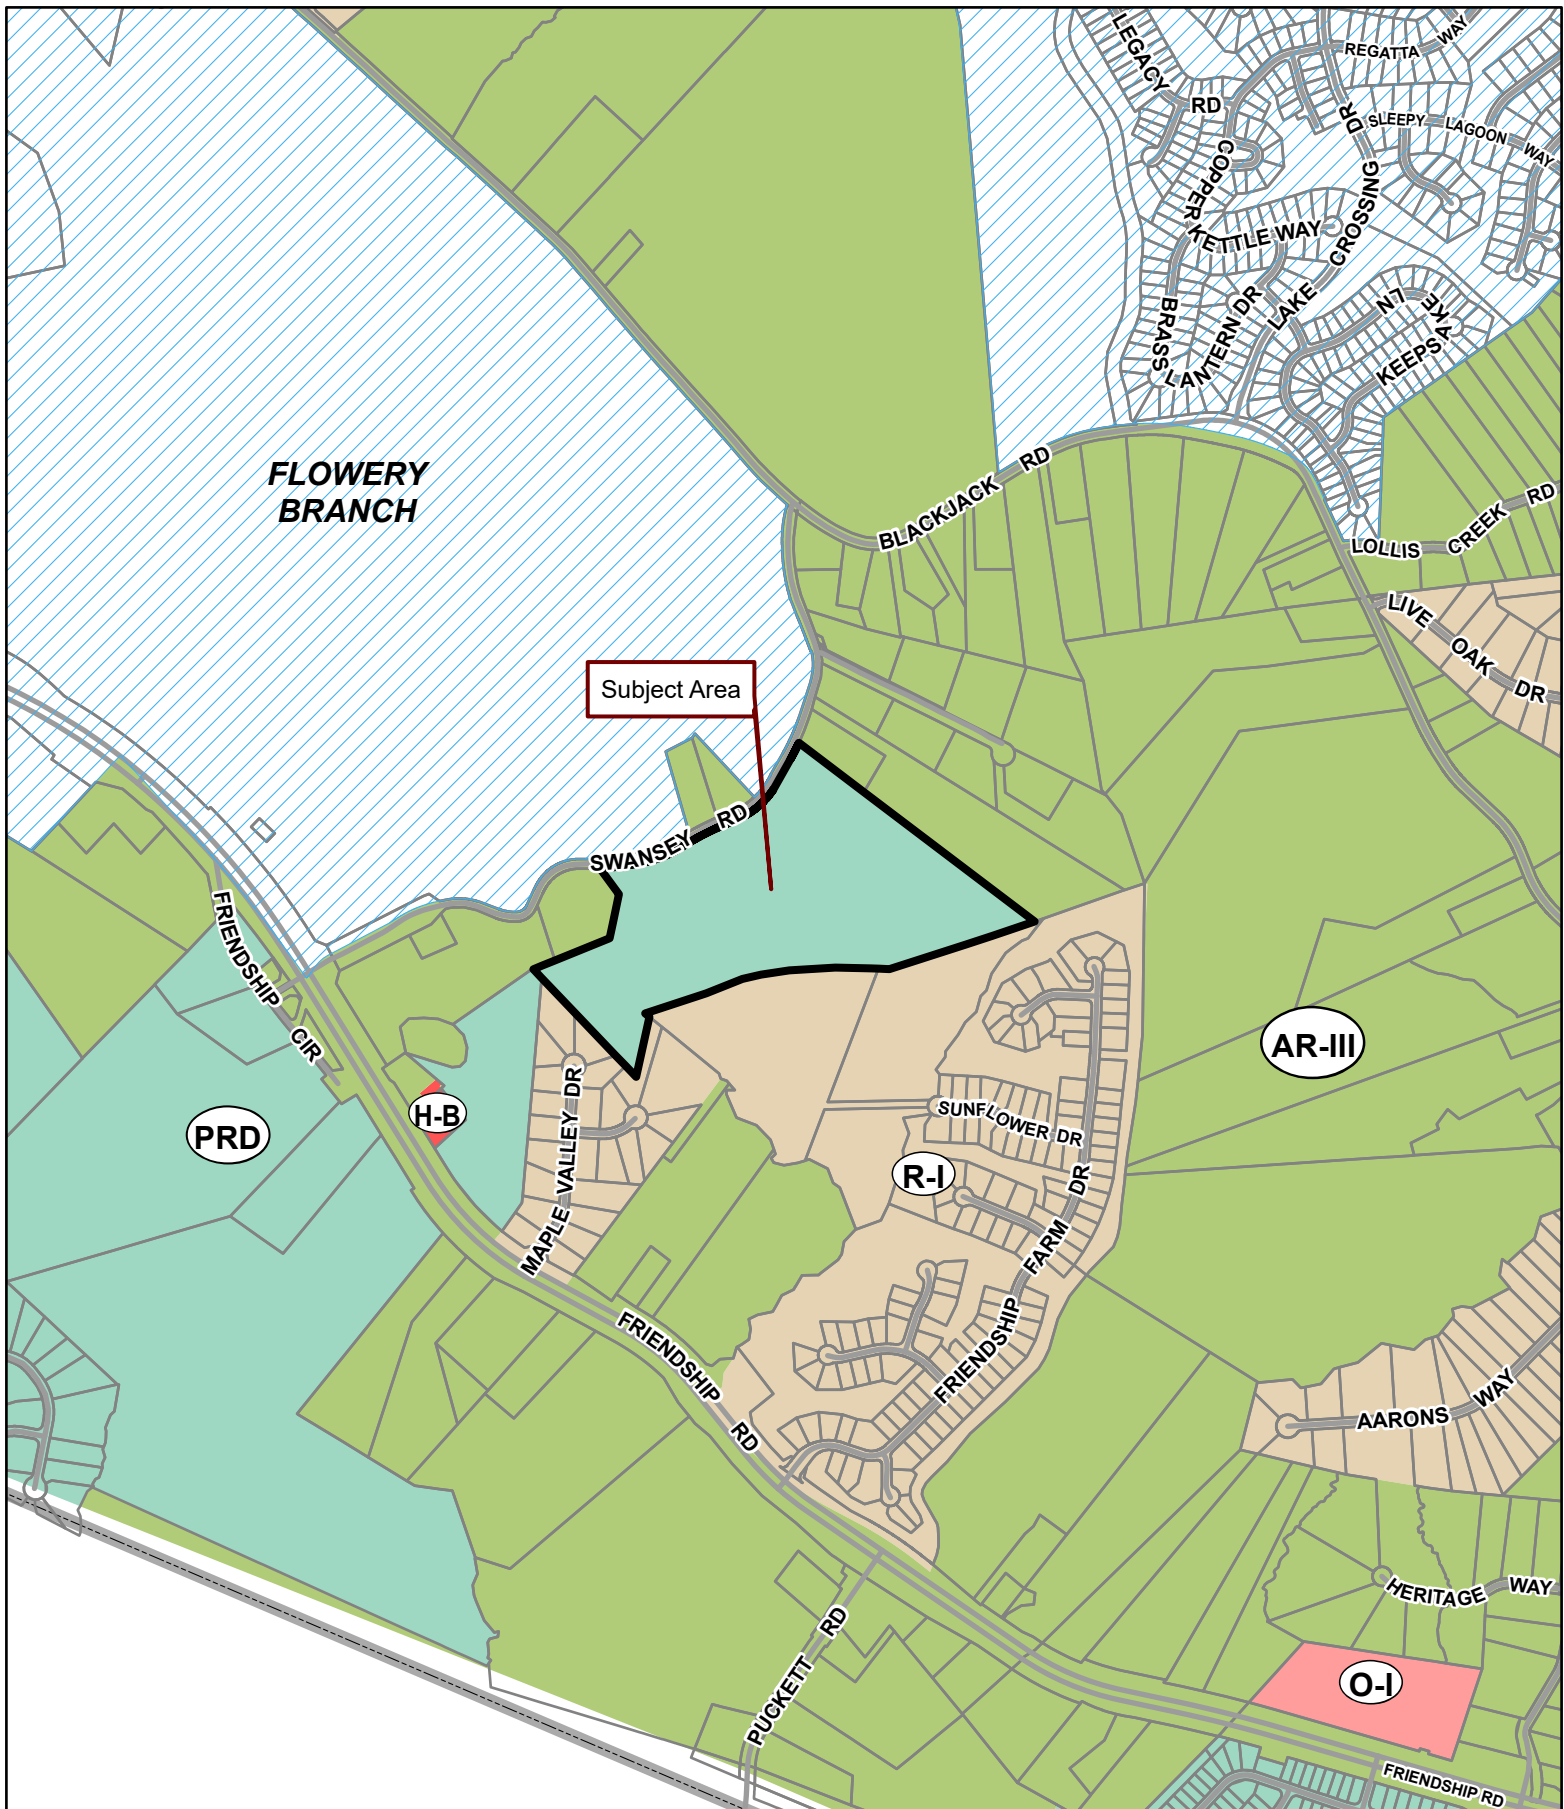 LEGACY RD
REGATTA WAY
SLEEPY LAGOON WAY
COPPER KETTLE WAY
LAKE CROSSING DR
BRASS LANTERN DR
KEEPSAKE LN
FLOWERY
BRANCH
BLACKJACK RD
LOLLIS CREEK RD
LIVE OAK DR
Subject Area
SWANSEY RD
FRIENDSHIP CIR
AR-III
PRD
H-B
SUNFLOWER DR
MAPLE VALLEY DR
R-I
FRIENDSHIP FARM DR
FRIENDSHIP RD
AARONS WAY
HERITAGE WAY
PUCKETT RD
O-I
FRIENDSHIP RD